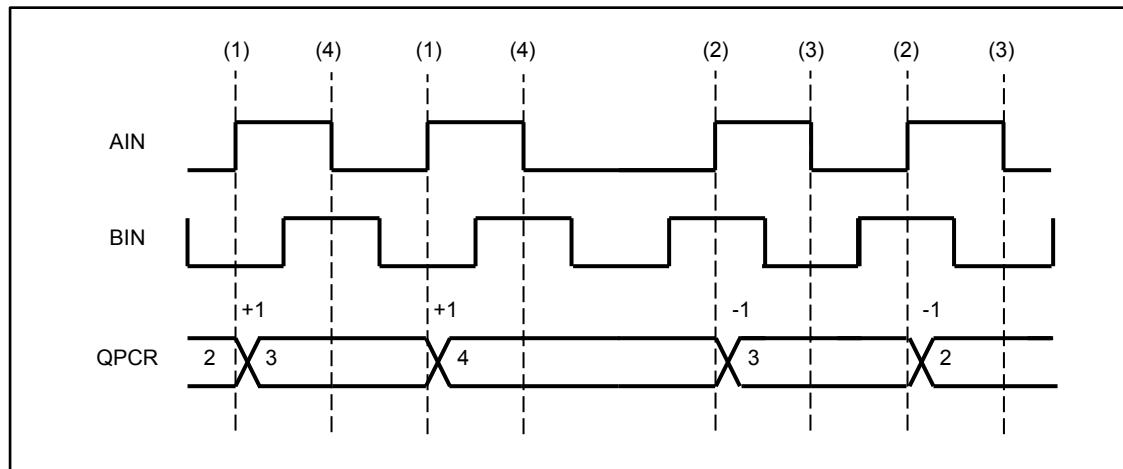 (1) (4) (1) (4) (2) (3) (2) (3)
AIN
BIN
+1 +1 -1 -1
QPCR 2 3 4 3 2